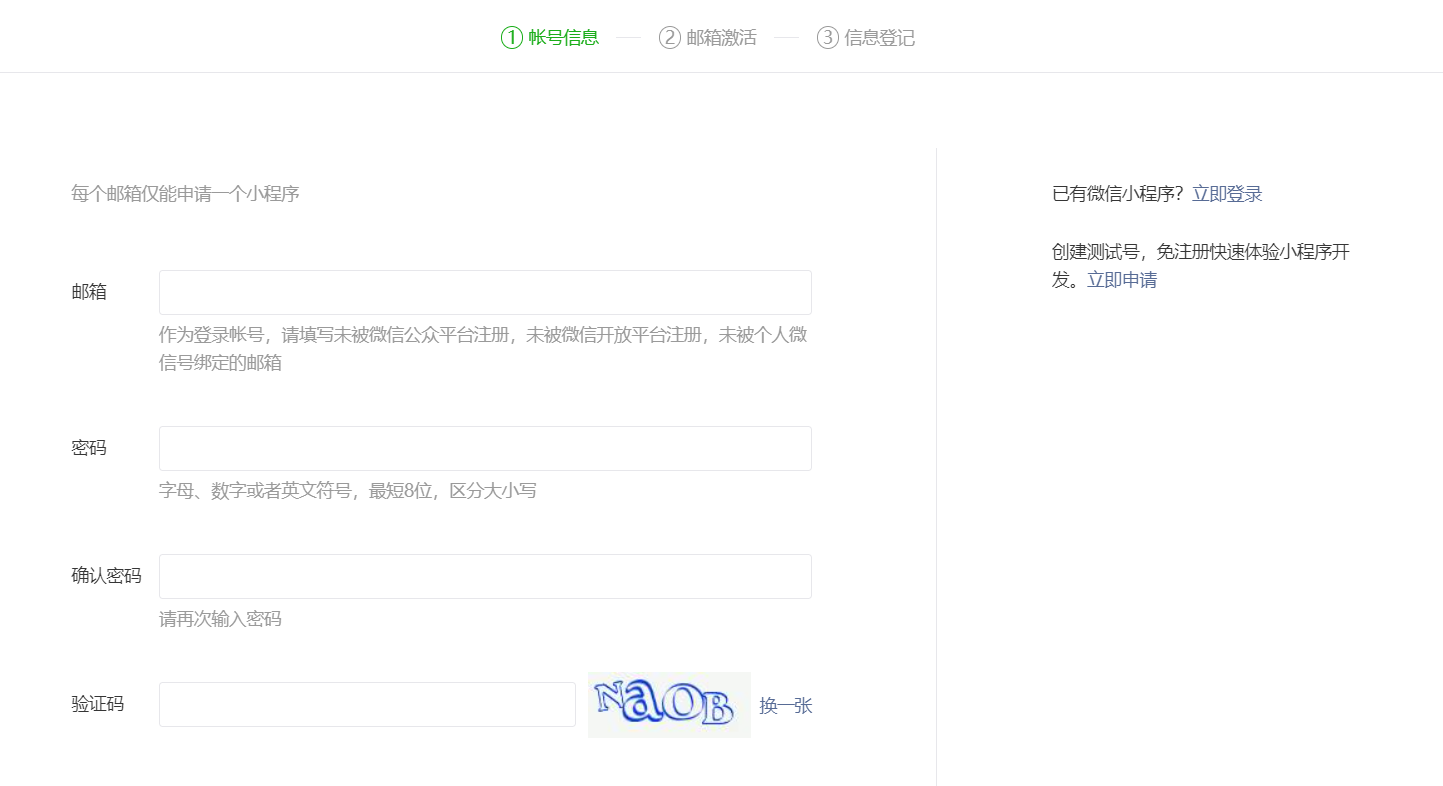 ① 帐号信息 ② 邮箱激活 ③ 信息登记
每个邮箱仅能申请一个小程序
邮箱
作为登录帐号，请填写未被微信公众平台注册，未被微信开放平台注册，未被个人微
信号绑定的邮箱
密码
字母、数字或者英文符号，最短8位，区分大小写
确认密码
请再次输入密码
验证码
NaOB
换一张
已有微信小程序？立即登录
创建测试号，免注册快速体验小程序开
发。立即申请